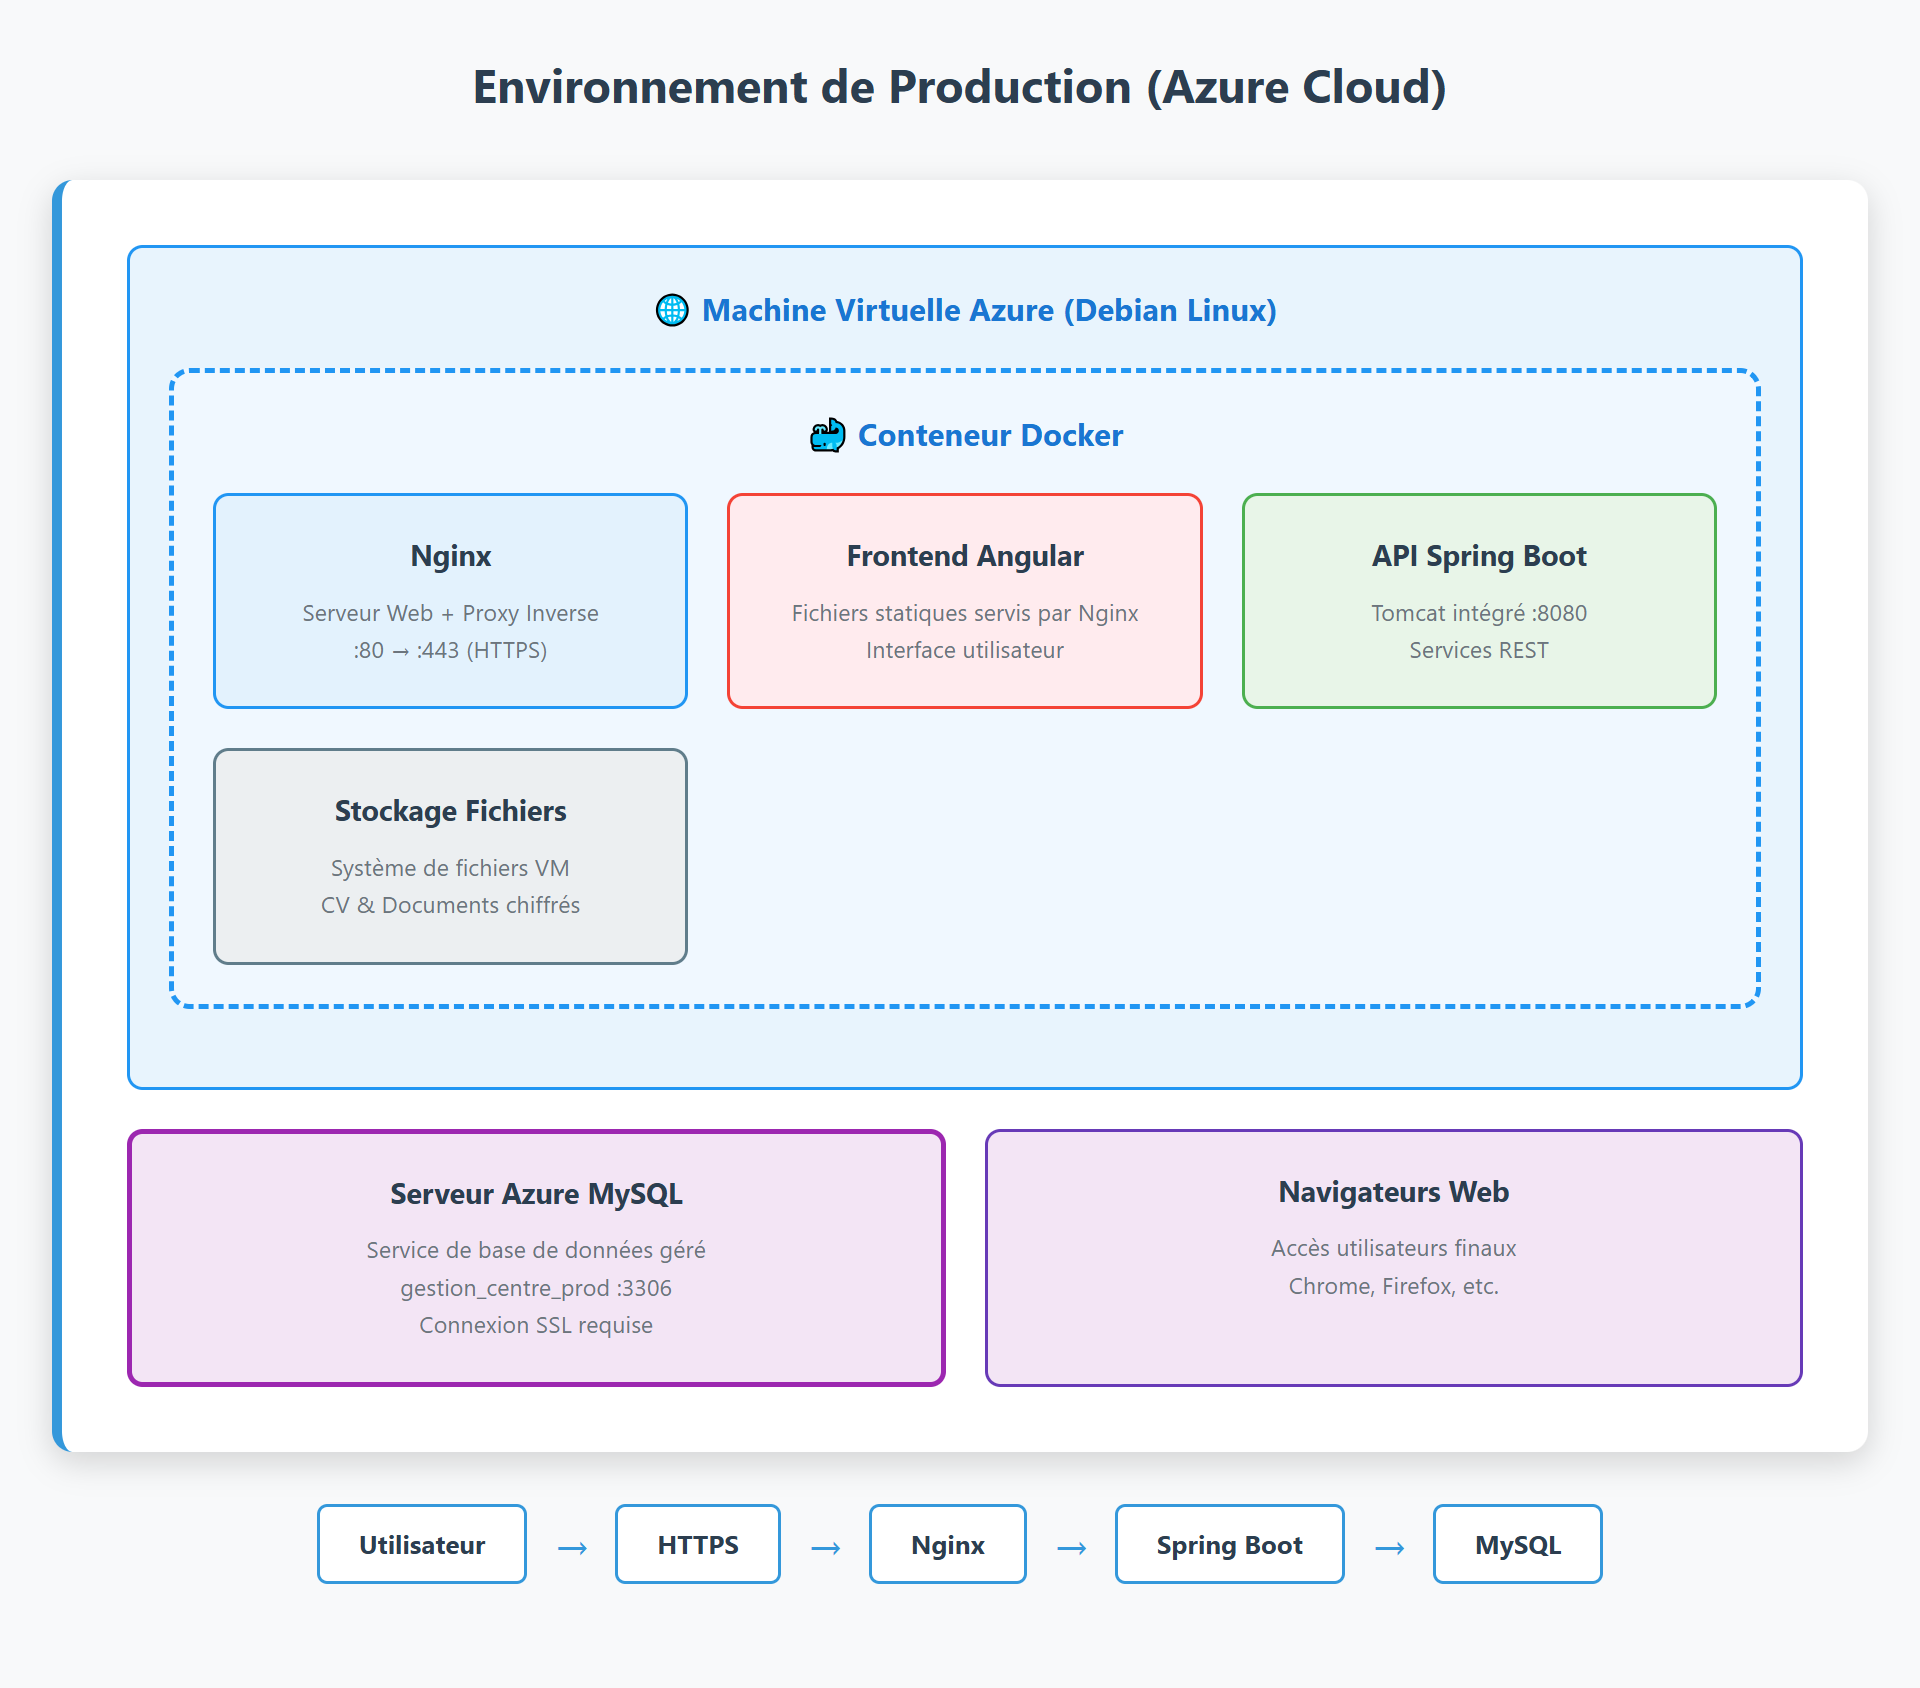 Environnement de Production (Azure Cloud)
Machine Virtuelle Azure (Debian Linux)
Conteneur Docker
Nginx
Serveur Web + Proxy Inverse
:80 → :443 (HTTPS)
Frontend Angular
Fichiers statiques servis par Nginx
Interface utilisateur
API Spring Boot
Tomcat intégré :8080
Services REST
Stockage Fichiers
Système de fichiers VM
CV & Documents chiffrés
Serveur Azure MySQL
Service de base de données géré
gestion_centre_prod :3306
Connexion SSL requise
Navigateurs Web
Accès utilisateurs finaux
Chrome, Firefox, etc.
Utilisateur → HTTPS → Nginx → Spring Boot → MySQL